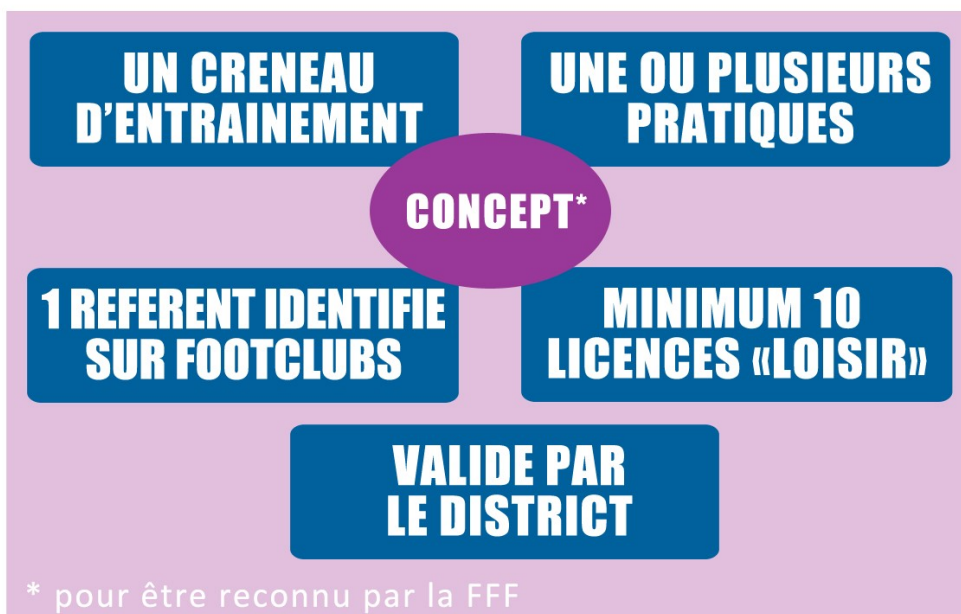 UN CRENEAU
D’ENTRAINEMENT
UNE OU PLUSIEURS
PRATIQUES
CONCEPT*
1 REFERENT IDENTIFIE
SUR FOOTCLUBS
MINIMUM 10
LICENCES «LOISIR»
VALIDE PAR
LE DISTRICT
* pour être reconnu par la FFF